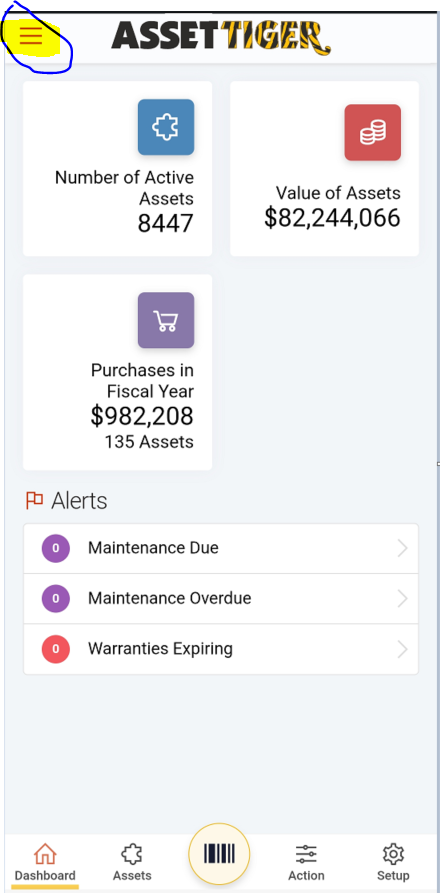 ASSETTIGER
Number of Active
Assets
8447
Value of Assets
$82,244,066
Purchases in
Fiscal Year
$982,208
135 Assets
Alerts
0 Maintenance Due
0 Maintenance Overdue
0 Warranties Expiring
Dashboard Assets Action Setup